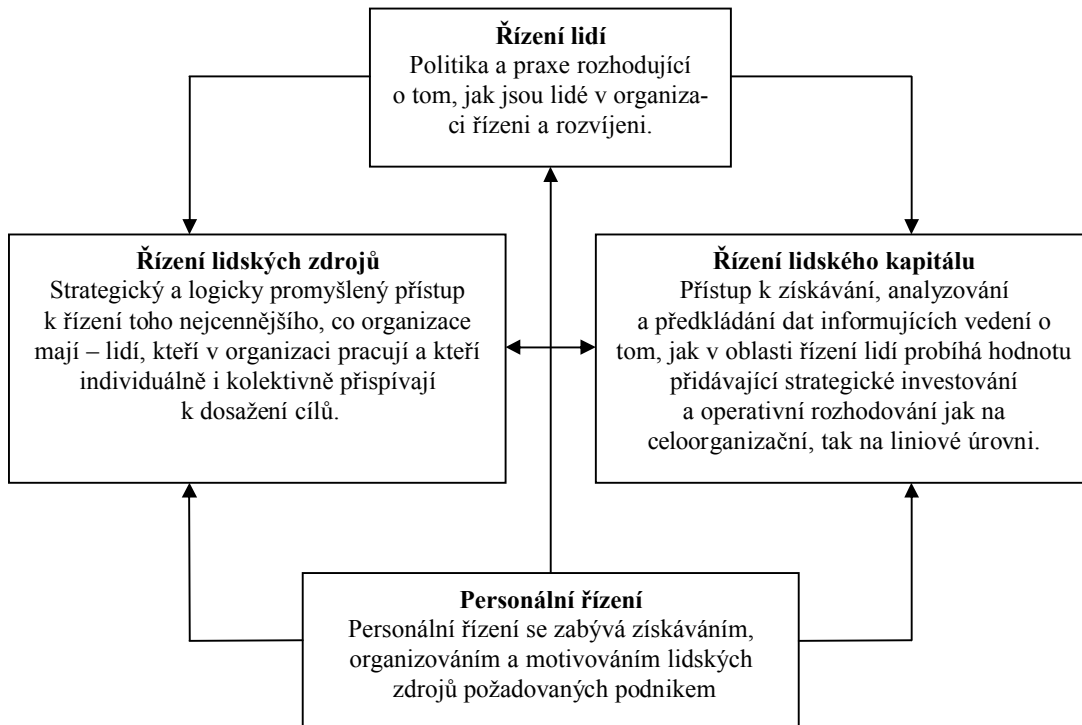 Řízení lidí
Politika a praxe rozhodující
o tom, jak jsou lidé v organiza-
ci řízeni a rozvíjeni.
Řízení lidských zdrojů
Strategický a logicky promyšlený přístup
k řízení toho nejcennějšího, co organizace
mají – lidí, kteří v organizaci pracují a kteří
individuálně i kolektivně přispívají
k dosažení cílů.
Řízení lidského kapitálu
Přístup k získávání, analyzování
a předkládání dat informujících vedení o
tom, jak v oblasti řízení lidí probíhá hodnotu
přidávající strategické investování
a operativní rozhodování jak na
celoorganizační, tak na liniové úrovni.
Personální řízení
Personální řízení se zabývá získáváním,
organizováním a motivováním lidských
zdrojů požadovaných podnikem